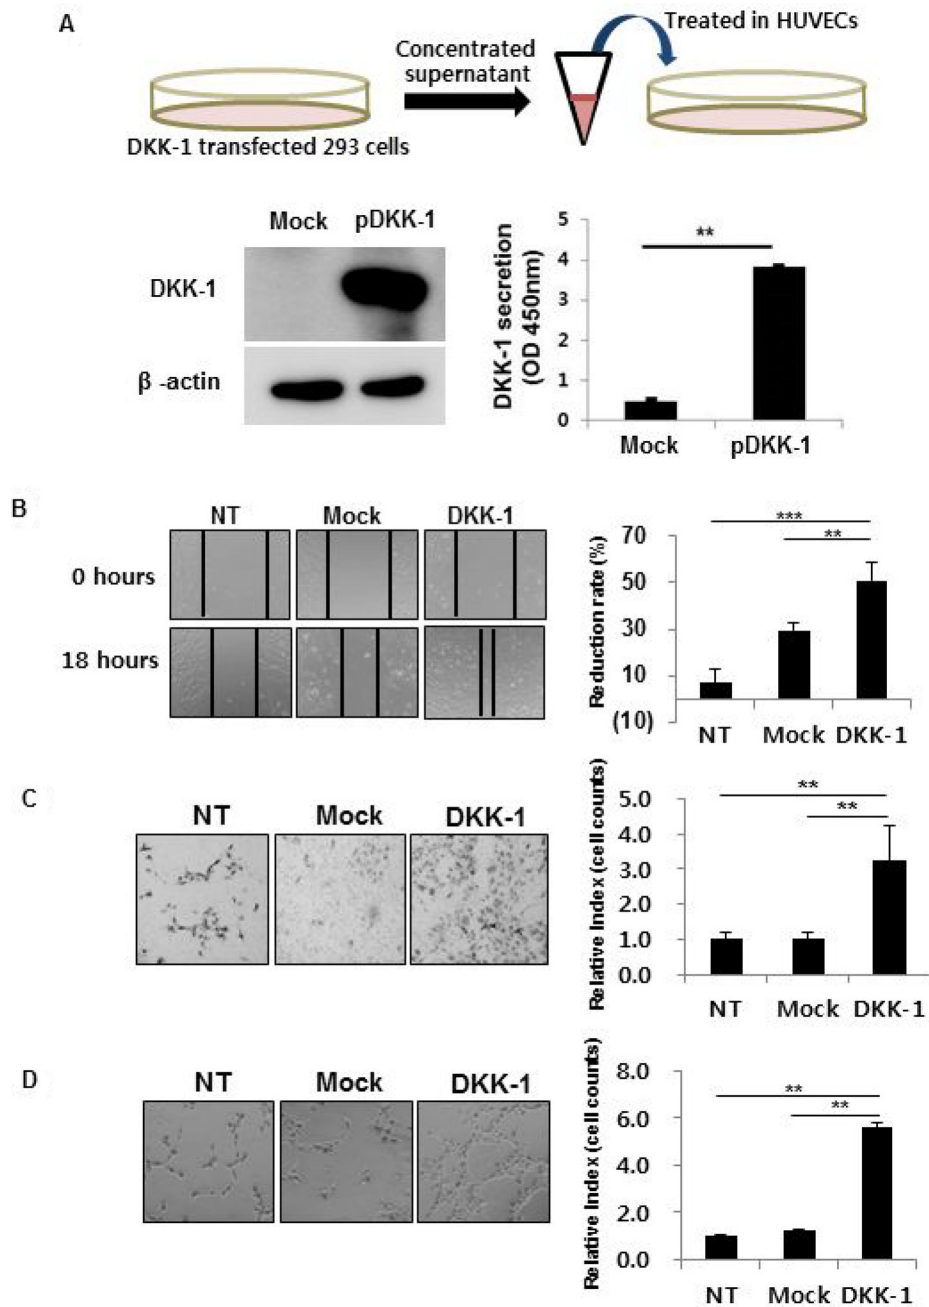 A
Concentrated
supernatant
Treated in HUVECs
DKK-1 transfected 293 cells
Mock pDKK-1
DKK-1
β -actin
DKK-1 secretion
(OD 450nm)
5
4
3
2
1
0
**
Mock pDKK-1
B
NT Mock DKK-1
0 hours
18 hours
Reduction rate (%)
70
50
30
10
(10)
***
**
NT Mock DKK-1
C
NT Mock DKK-1
Relative Index (cell counts)
5.0
4.0
3.0
2.0
1.0
0.0
**
**
NT Mock DKK-1
D
NT Mock DKK-1
Relative Index (cell counts)
8.0
6.0
4.0
2.0
0.0
**
**
NT Mock DKK-1